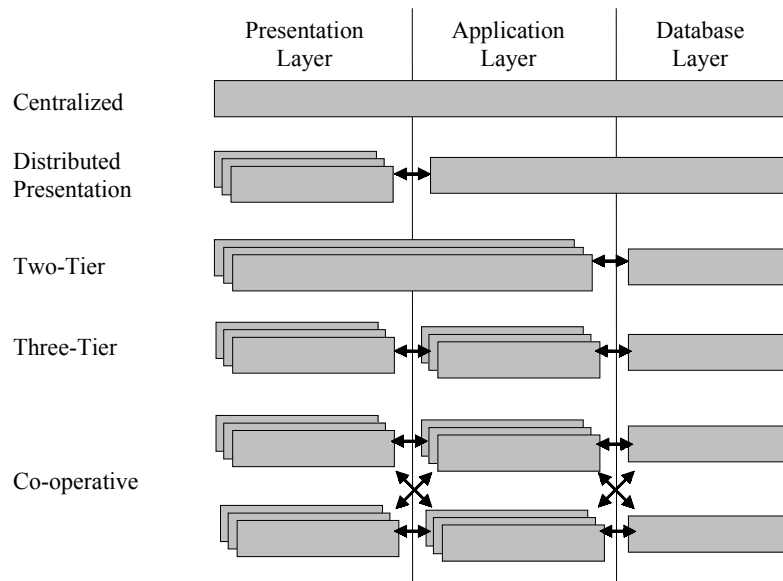 Presentation
Layer
Application
Layer
Database
Layer
Centralized
Distributed
Presentation
Two-Tier
Three-Tier
Co-operative